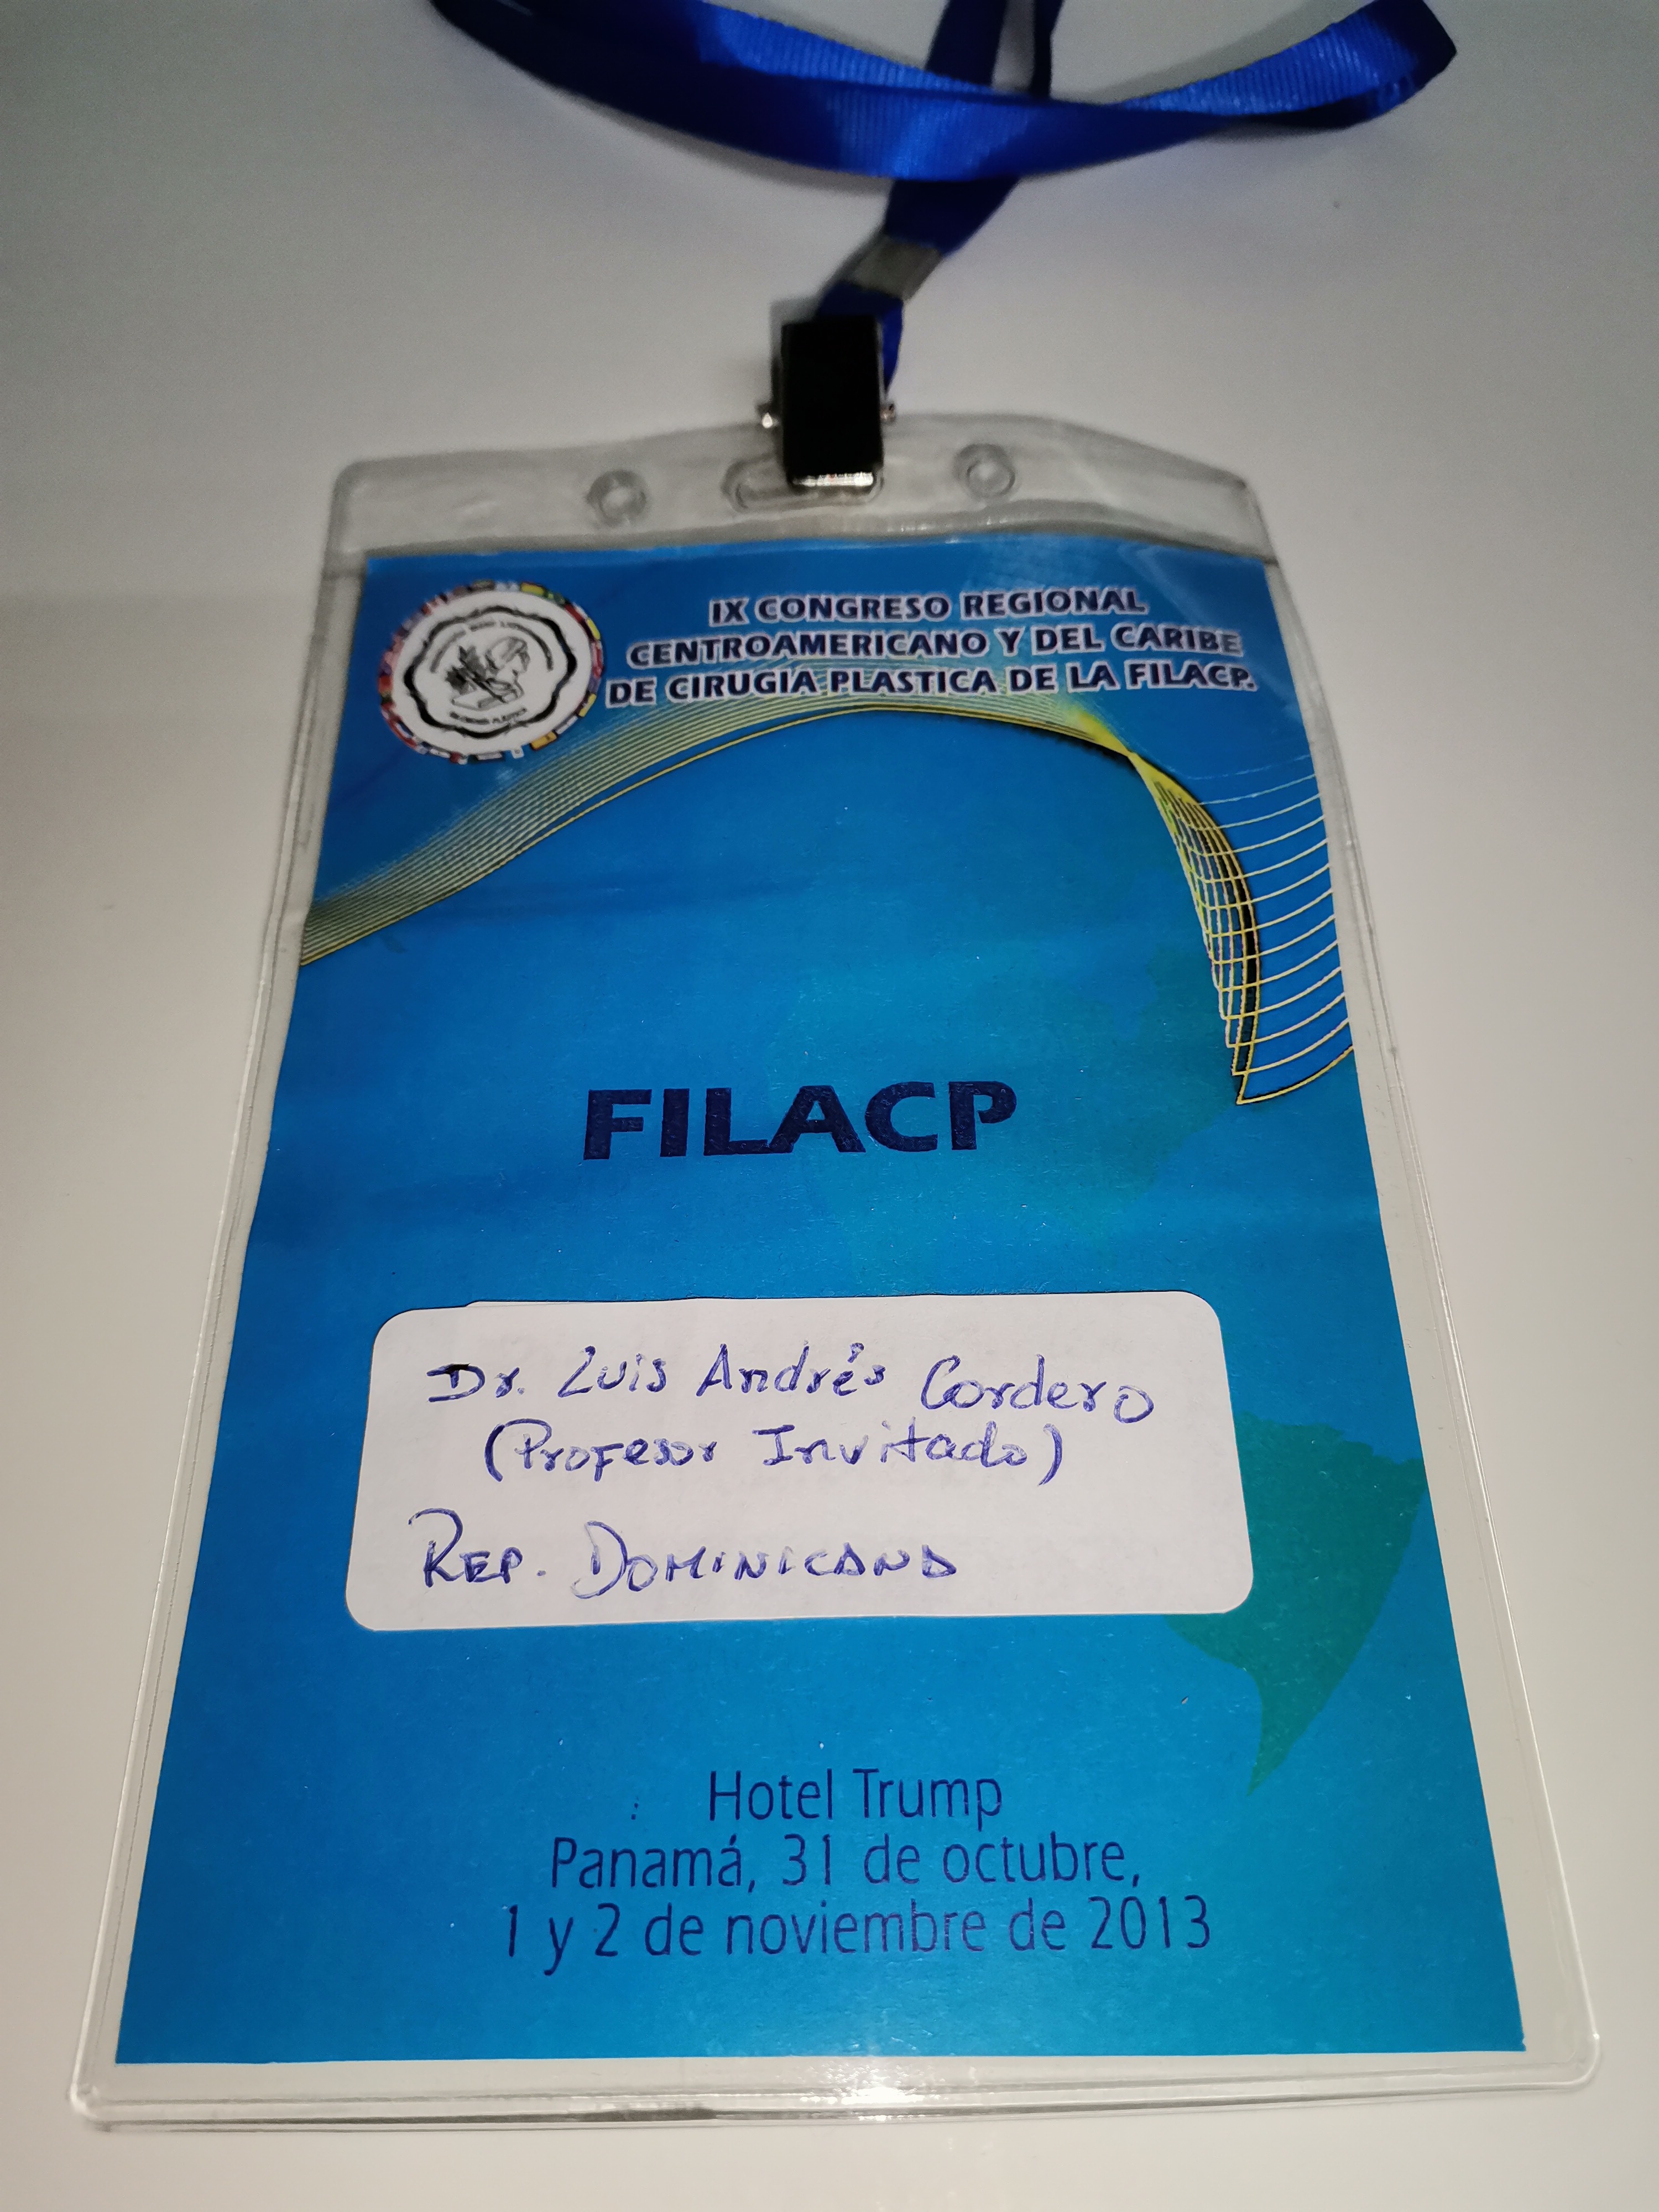 IX CONGRESO REGIONAL
CENTROAMERICANO Y DEL CARIBE
DE CIRUGIA PLASTICA DE LA FILACP.
FILACP
Dr. Luis Andrés Cordero
(Profesor Invitado)
REP. DOMINICANA
Hotel Trump
Panamá, 31 de octubre,
1 y 2 de noviembre de 2013